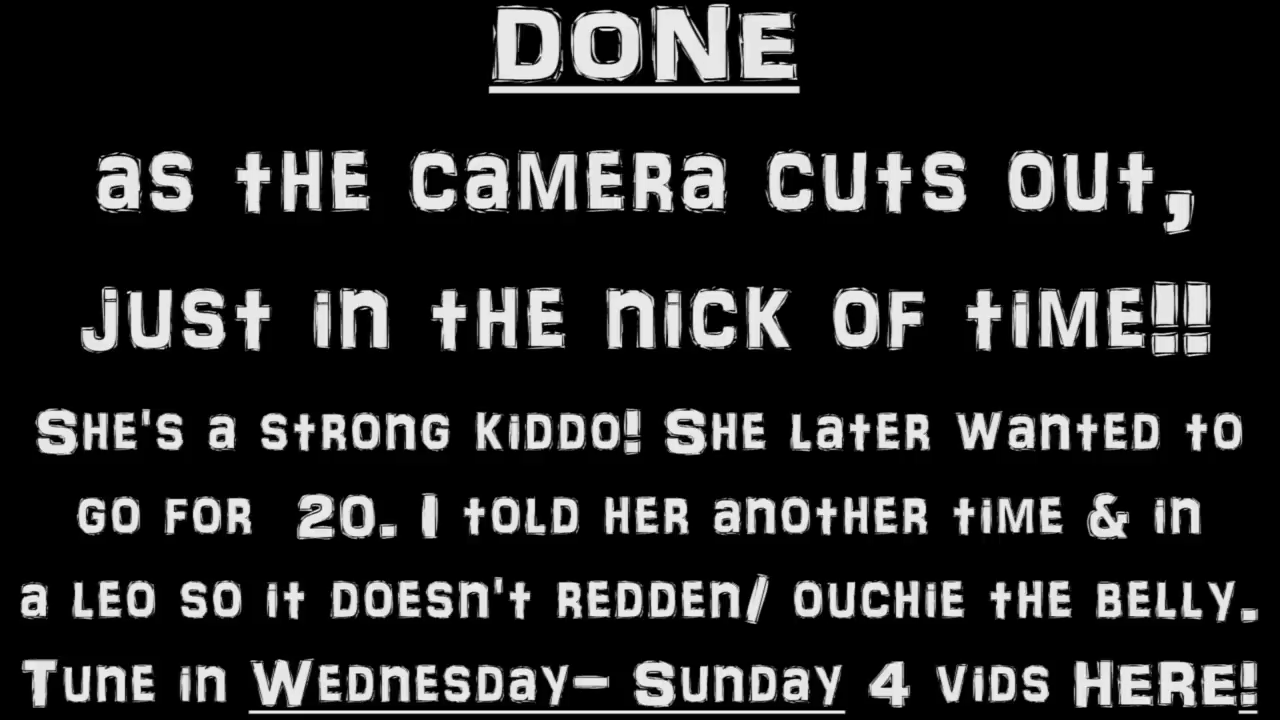 DONE
as the camera cuts out,
just in the nick of time!!
She's a strong kiddo! She later wanted to
go for 20. I told her another time & in
a leo so it doesn't redden/ ouchie the belly.
Tune in Wednesday- Sunday 4 vids HERE!